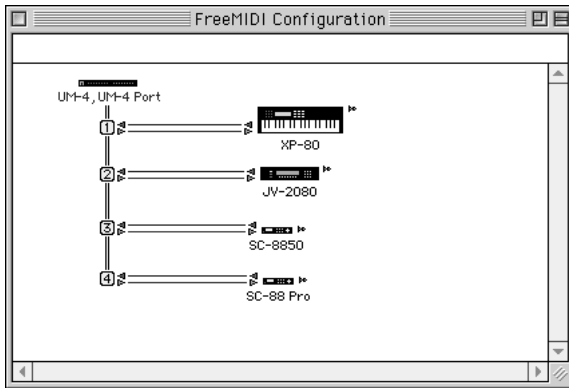 FreeMIDI Configuration
UM-4, UM-4 Port
1
XP-80
2
JV-2080
3
SC-8850
4
SC-88 Pro